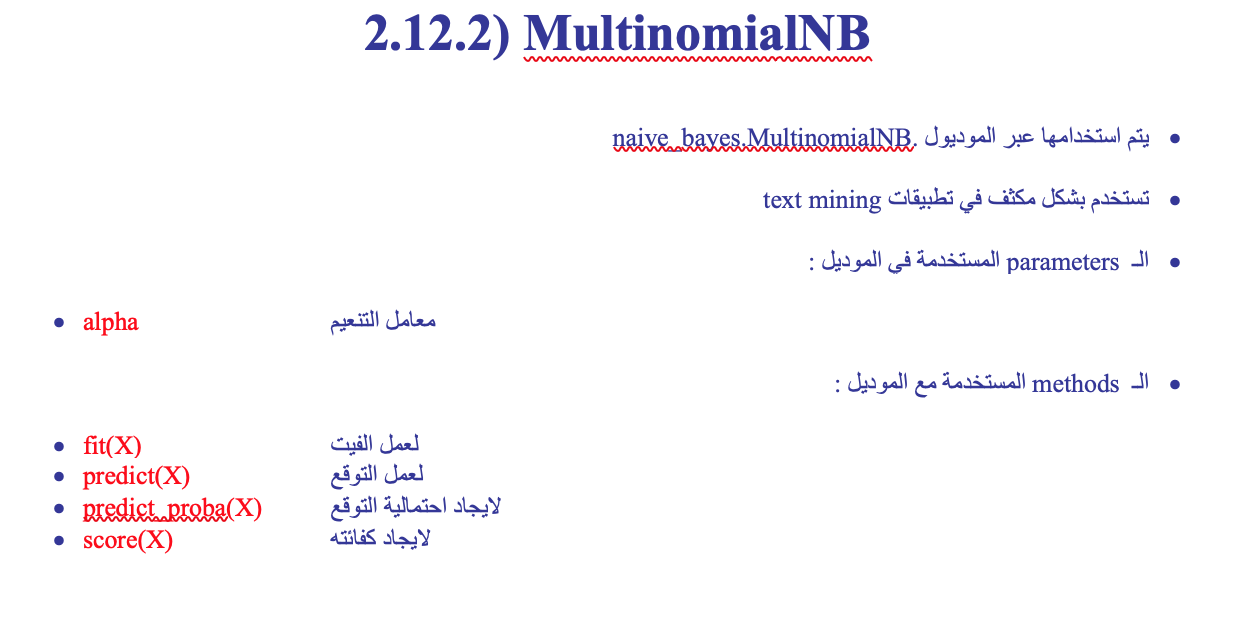 2.12.2) MultinomialNB
يتم استخدامها عبر الموديول .naive_bayes.MultinomialNB
تستخدم بشكل مكثف في تطبيقات text mining
الـ parameters المستخدمة في الموديل :
alpha معامل التنعيم
الـ methods المستخدمة مع الموديل :
fit(X) لعمل الفيت
predict(X) لعمل التوقع
predict_proba(X) لايجاد احتمالية التوقع
score(X) لايجاد كفائته